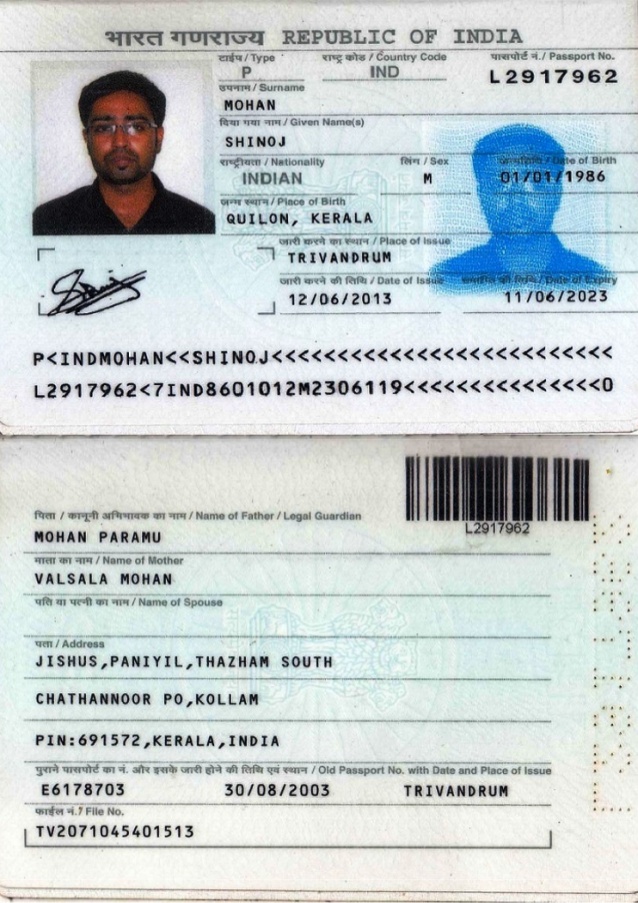 भारत गणराज्य REPUBLIC OF INDIA
टाईप / Type राष्ट्र कोड / Country Code पासपोर्ट नं. / Passport No.
P IND L2917962
उपनाम / Surname
MOHAN
दिया गया नाम / Given Name(s)
SHINOJ
राष्ट्रीयता / Nationality लिंग / Sex जन्मतिथि / Date of Birth
INDIAN M 01/01/1986
जन्म स्थान / Place of Birth
QUILON, KERALA
जारी करने का स्थान / Place of Issue
TRIVANDRUM
जारी करने की तिथि / Date of Issue समाप्ति की तिथि / Date of Expiry
12/06/2013 11/06/2023
P<INDMOHAN<<SHINOJ<<<<<<<<<<<<<<<<<<<<<<<<<<
L2917962<7IND8601012M2306119<<<<<<<<<<<<<<<0
L2917962
पिता / कानूनी अभिभावक का नाम / Name of Father / Legal Guardian
MOHAN PARAMU
माता का नाम / Name of Mother
VALSALA MOHAN
पति या पत्नी का नाम / Name of Spouse
पता / Address
JISHUS,PANIYIL,THAZHAM SOUTH
CHATHANNOOR PO,KOLLAM
PIN:691572,KERALA,INDIA
पुराने पासपोर्ट का नं. और इसके जारी होने की तिथि एवं स्थान / Old Passport No. with Date and Place of Issue
E6178703 30/08/2003 TRIVANDRUM
फाईल नं. / File No.
TV2071045401513